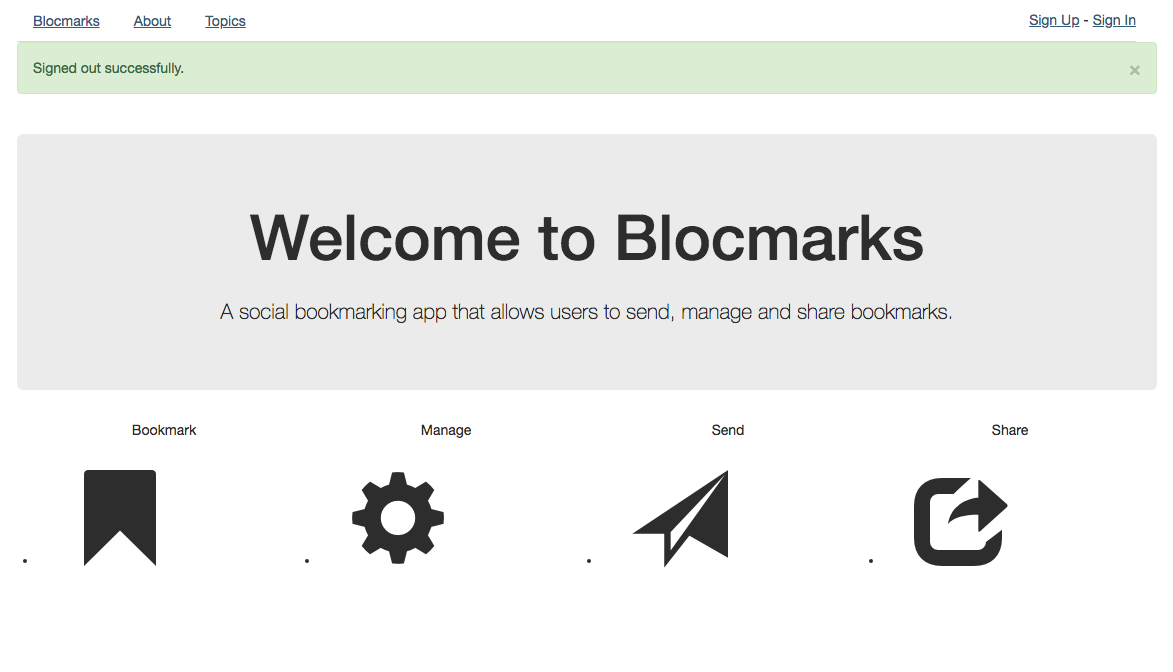 Blocmarks About Topics Sign Up - Sign In
Signed out successfully. ×
Welcome to Blocmarks
A social bookmarking app that allows users to send, manage and share bookmarks.
Bookmark Manage Send Share